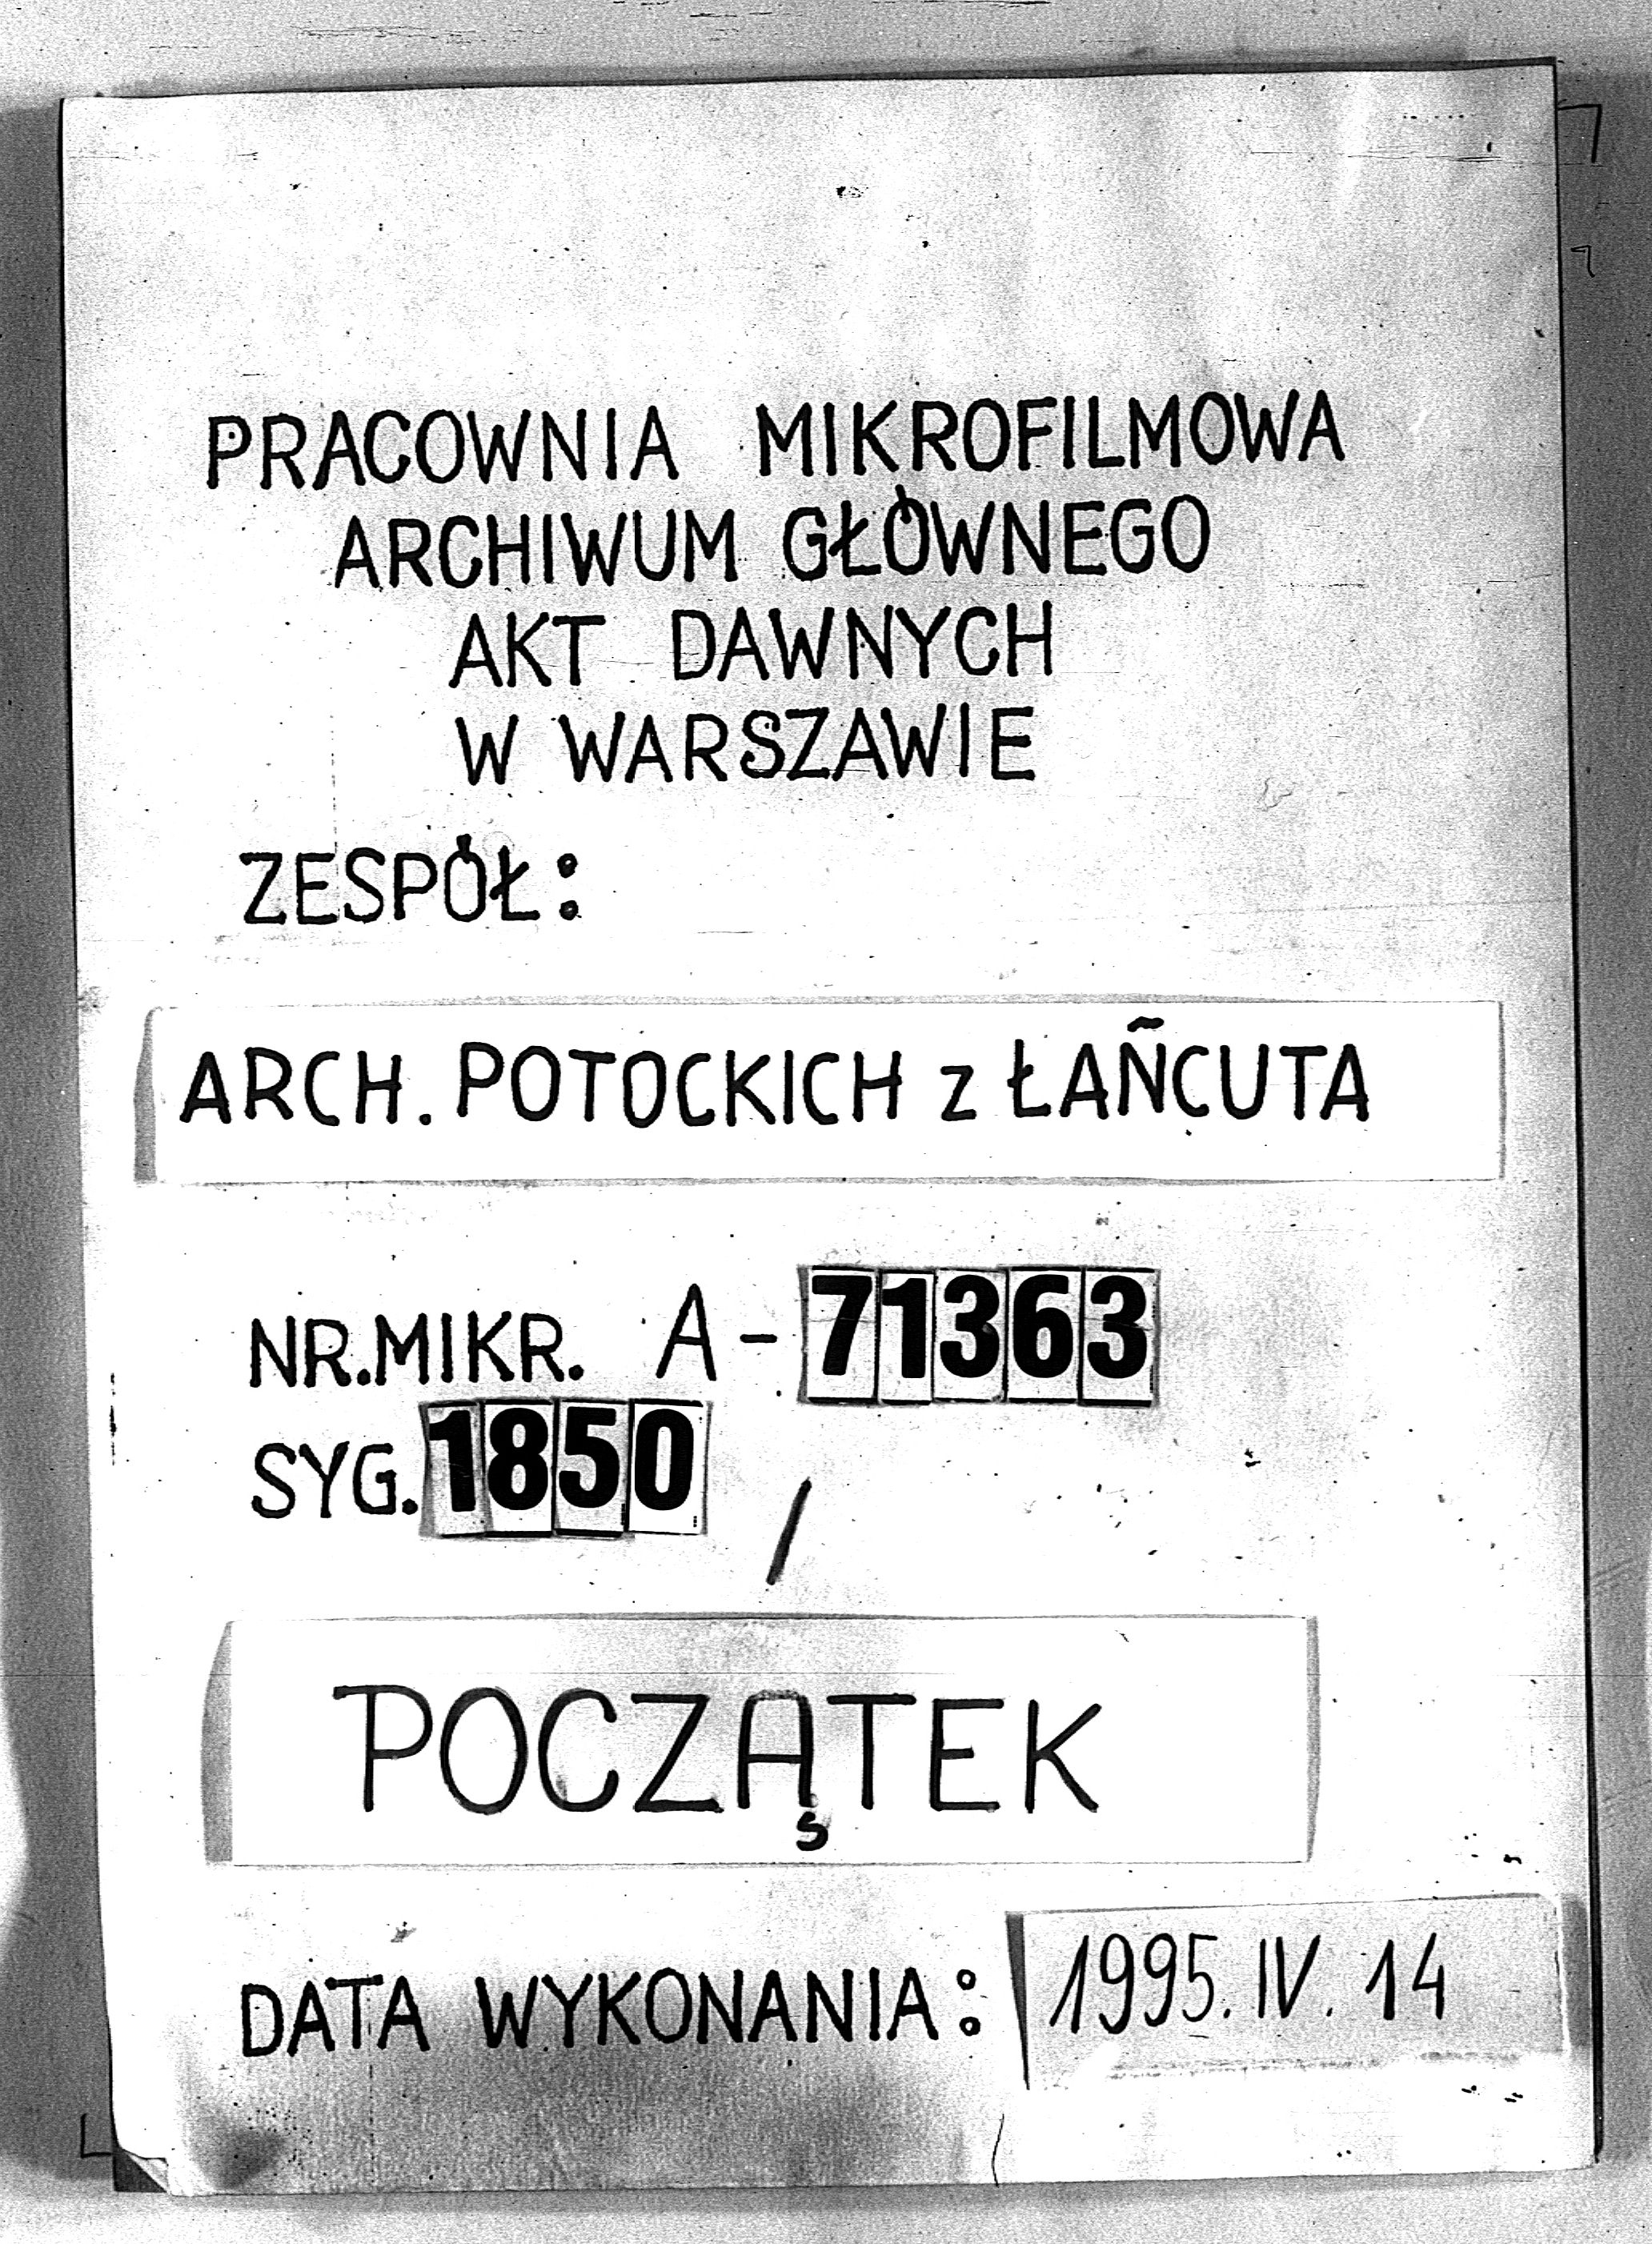 PRACOWNIA MIKROFILMOWA
ARCHIWUM GŁÓWNEGO
AKT DAWNYCH
W WARSZAWIE
ZESPÓŁ:
ARCH. POTOCKICH z ŁAŃCUTA
NR.MIKR. A-71363
SYG. 1850 /
POCZĄTEK
DATA WYKONANIA: 1995. IV. 14